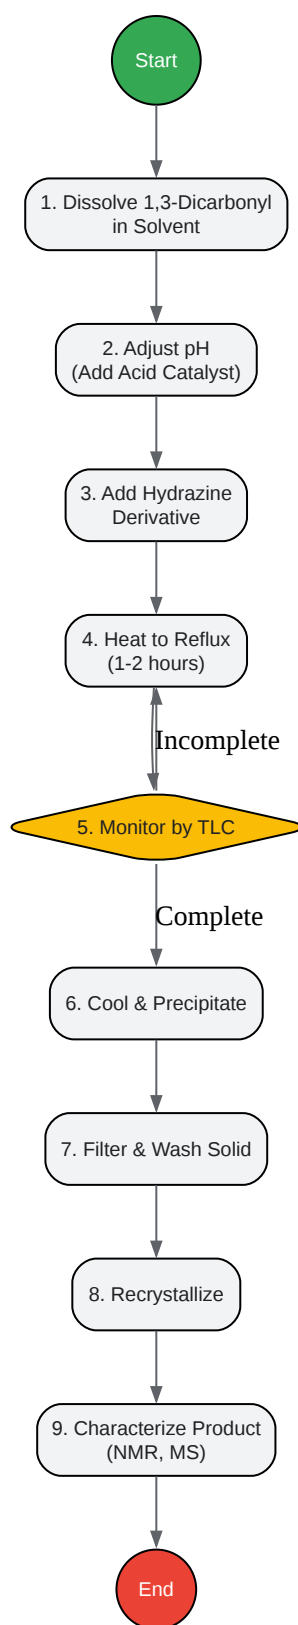 Start
1. Dissolve 1,3-Dicarbonyl
in Solvent
2. Adjust pH
(Add Acid Catalyst)
3. Add Hydrazine
Derivative
4. Heat to Reflux
(1-2 hours)
Incomplete
5. Monitor by TLC
Complete
6. Cool & Precipitate
7. Filter & Wash Solid
8. Recrystallize
9. Characterize Product
(NMR, MS)
End